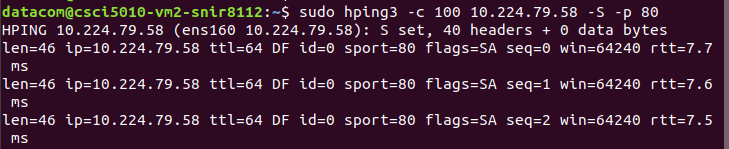 datacom@csci5010-vm2-snir8112:~$ sudo hping3 -c 100 10.224.79.58 -S -p 80
HPING 10.224.79.58 (ens160 10.224.79.58): S set, 40 headers + 0 data bytes
len=46 ip=10.224.79.58 ttl=64 DF id=0 sport=80 flags=SA seq=0 win=64240 rtt=7.7
ms
len=46 ip=10.224.79.58 ttl=64 DF id=0 sport=80 flags=SA seq=1 win=64240 rtt=7.6
ms
len=46 ip=10.224.79.58 ttl=64 DF id=0 sport=80 flags=SA seq=2 win=64240 rtt=7.5
ms